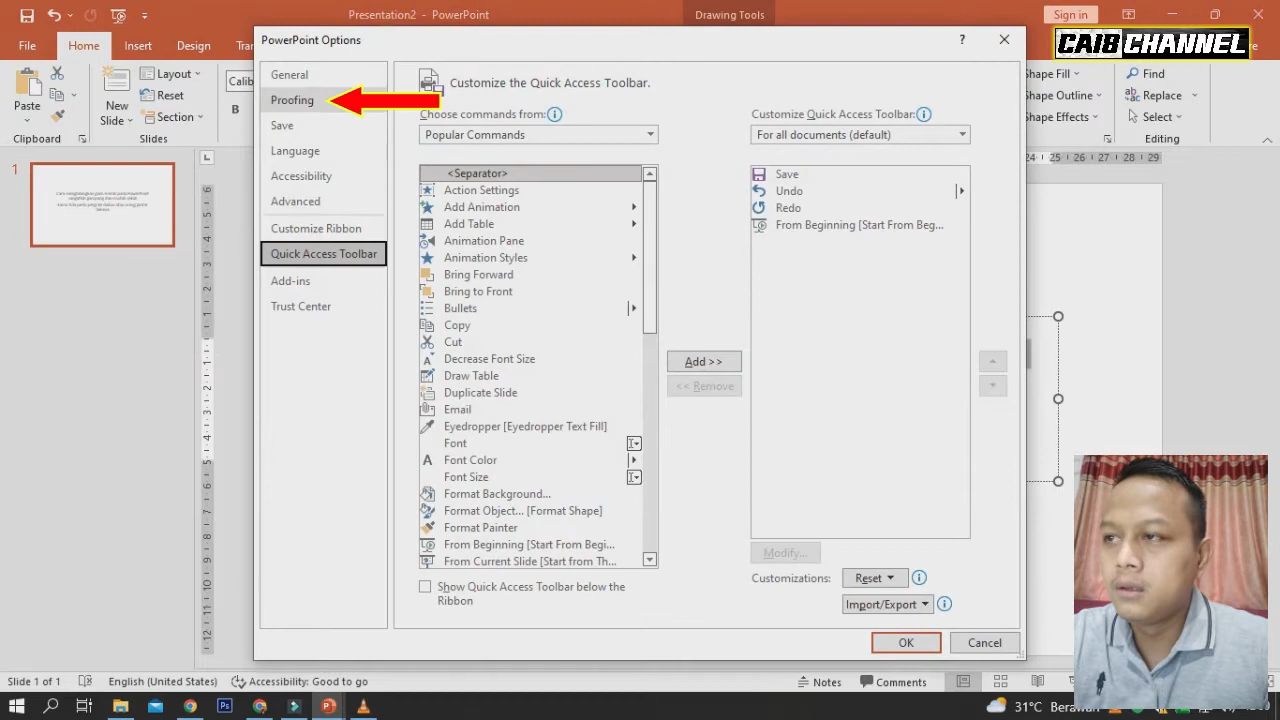 Presentation2 - PowerPoint
Drawing Tools
Sign in
File
Home
Insert
Design
CAIB CHANNEL
PowerPoint Options
?
Paste
Clipboard
New
Slide
Layout
Reset
Section
B
Shape Fill
Shape Outline
Shape Effects
Find
Replace
Select
Editing
General
Proofing
Save
Language
Accessibility
Advanced
Customize Ribbon
Quick Access Toolbar
Add-ins
Trust Center
Customize the Quick Access Toolbar.
Choose commands from:
Popular Commands
<Separator>
Action Settings
Add Animation
Add Table
Animation Pane
Animation Styles
Bring Forward
Bring to Front
Bullets
Copy
Cut
Decrease Font Size
Draw Table
Duplicate Slide
Email
Eyedropper [Eyedropper Text Fill]
Font
Font Color
Font Size
Format Background...
Format Object... [Format Shape]
Format Painter
From Beginning [Start From Begi...
From Current Slide [Start from Th...
Show Quick Access Toolbar below the
Ribbon
Add >>
<< Remove
Customize Quick Access Toolbar:
For all documents (default)
Save
Undo
Redo
From Beginning [Start From Beg...
Modify...
Customizations:
Reset
Import/Export
OK
Cancel
1
24 25 26 27 28 29
Slide 1 of 1
English (United States)
Accessibility: Good to go
Notes
Comments
31°C Berawan